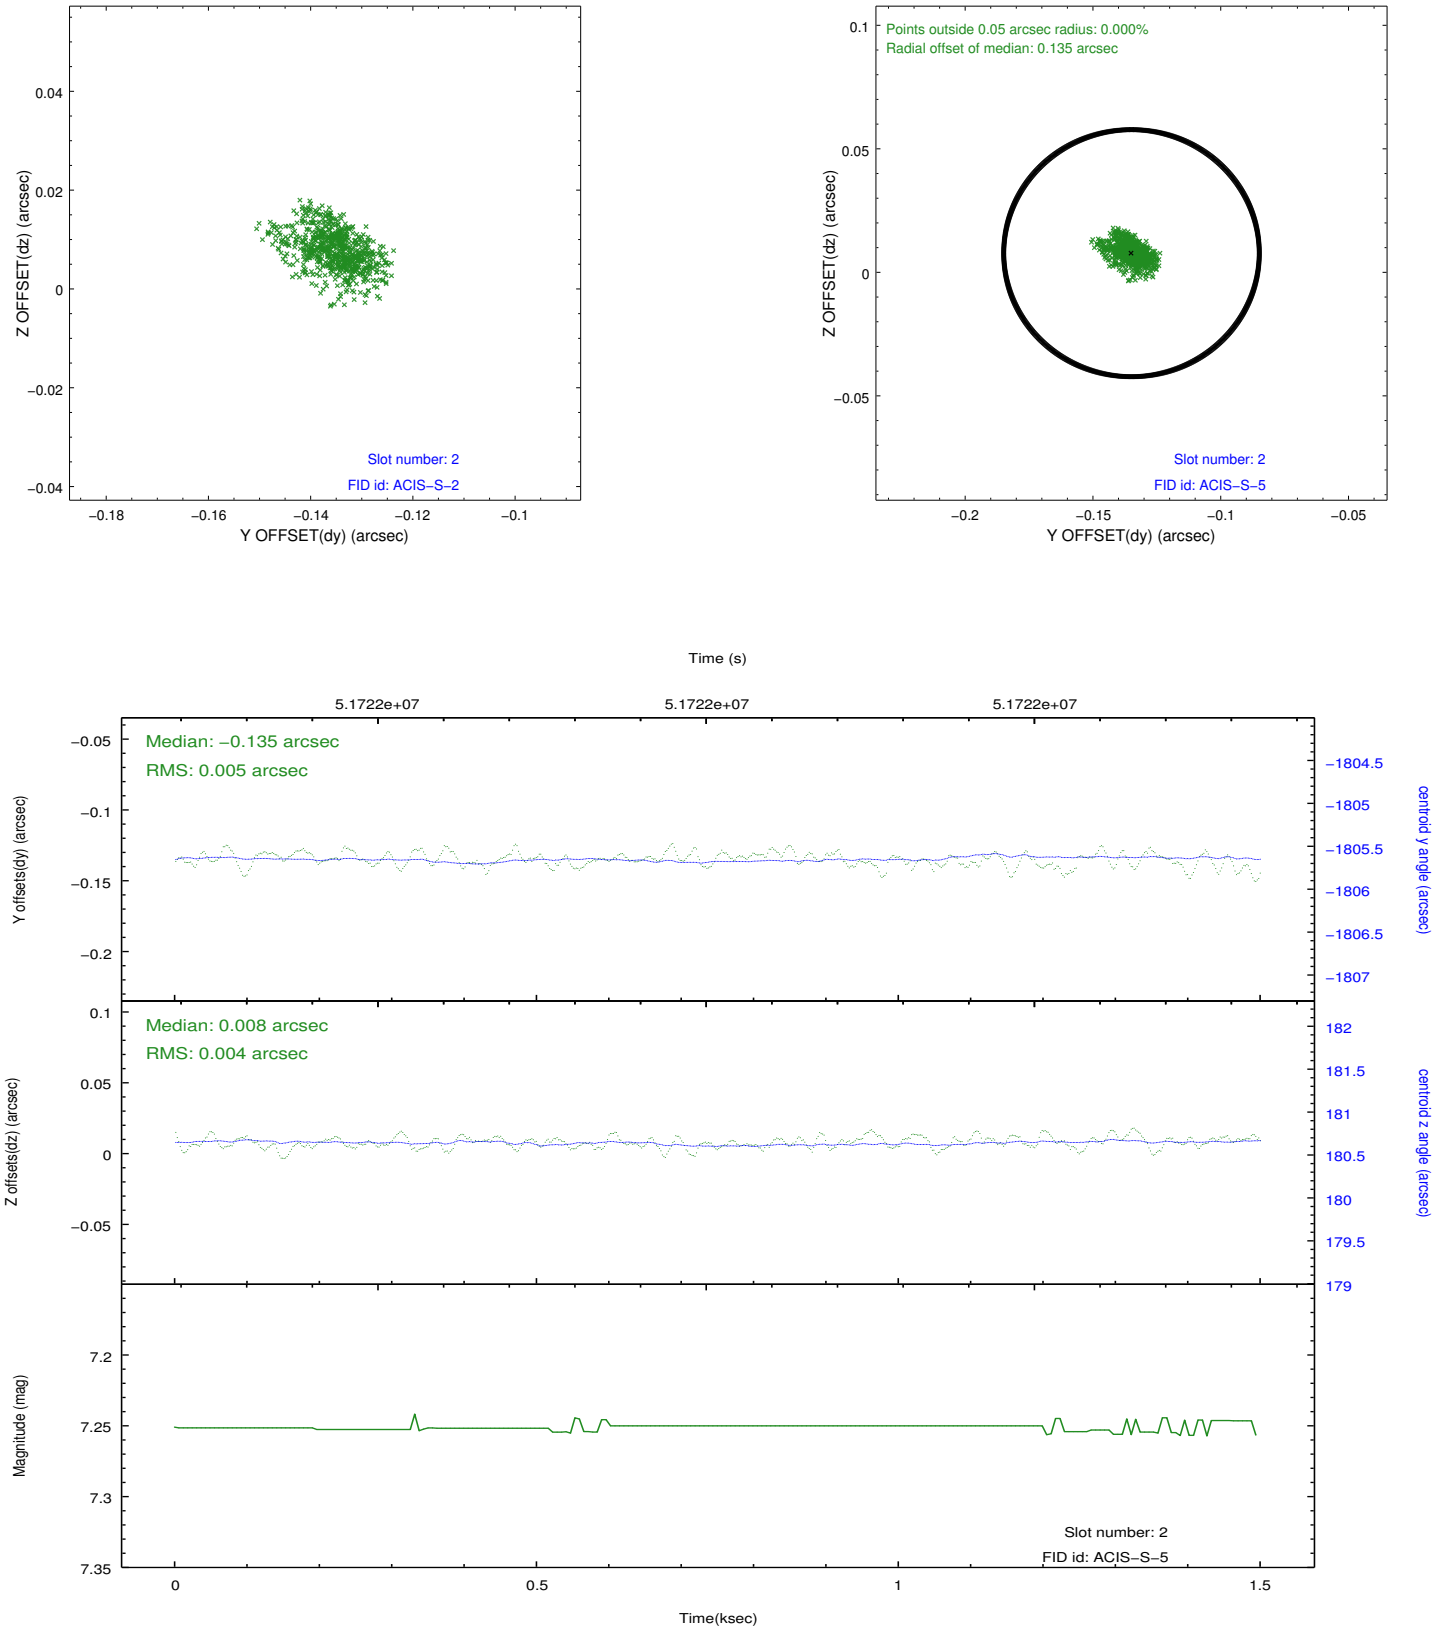 0.04
0.02
0
−0.02
−0.04
Z OFFSET(dz) (arcsec)
Slot number: 2
FID id: ACIS−S−2
−0.18
−0.16
−0.14
−0.12
−0.1
Y OFFSET(dy) (arcsec)
Points outside 0.05 arcsec radius: 0.000%
Radial offset of median: 0.135 arcsec
0.1
0.05
0
−0.05
Z OFFSET(dz) (arcsec)
Slot number: 2
FID id: ACIS−S−5
−0.2
−0.15
−0.1
−0.05
Y OFFSET(dy) (arcsec)
Time (s)
5.1722e+07
5.1722e+07
5.1722e+07
Median: −0.135 arcsec
RMS: 0.005 arcsec
−0.05
−0.1
−0.15
−0.2
Y offsets(dy) (arcsec)
−1804.5
−1805
−1805.5
−1806
−1806.5
−1807
centroid y angle (arcsec)
Median: 0.008 arcsec
RMS: 0.004 arcsec
0.1
0.05
0
−0.05
Z offsets(dz) (arcsec)
182
181.5
181
180.5
180
179.5
179
centroid z angle (arcsec)
7.2
7.25
7.3
7.35
Magnitude (mag)
Slot number: 2
FID id: ACIS−S−5
0
0.5
1
1.5
Time(ksec)